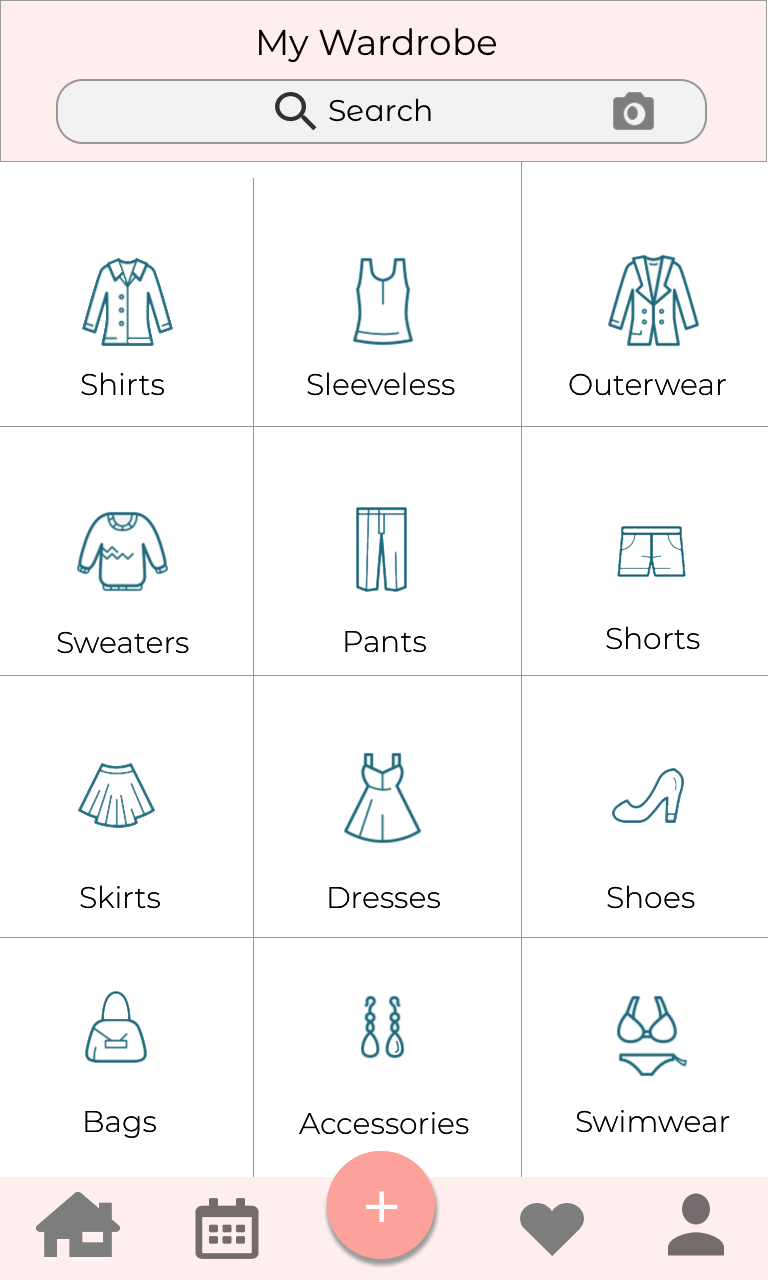 My Wardrobe
Search
Shirts
Sleeveless
Outerwear
Sweaters
Pants
Shorts
Skirts
Dresses
Shoes
Bags
Accessories
Swimwear
+